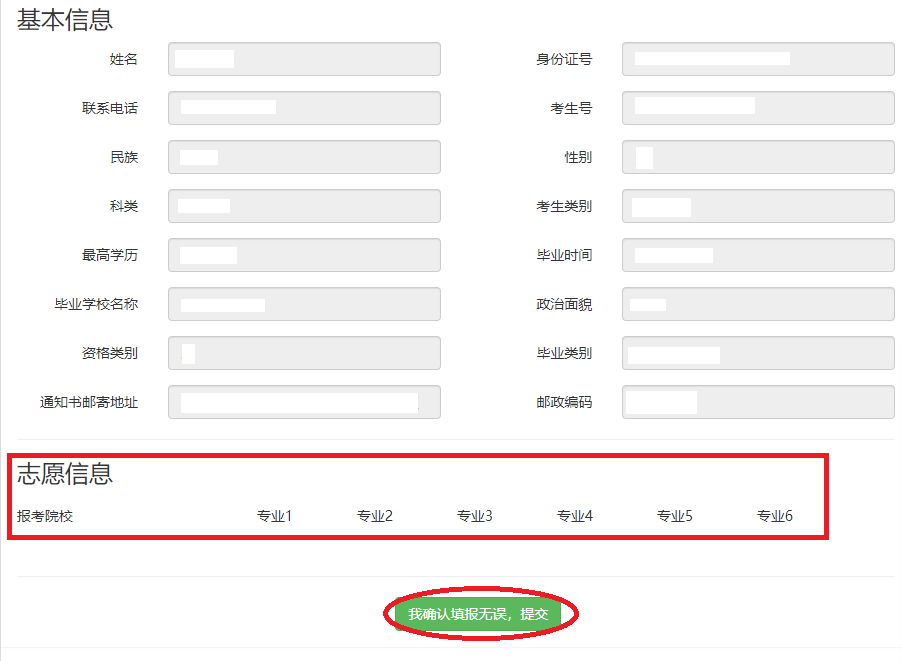 基本信息
姓名 身份证号
联系电话 考生号
民族 性别
科类 考生类别
最高学历 毕业时间
毕业学校名称 政治面貌
资格类别 毕业类别
通知书邮寄地址 邮政编码
志愿信息
报考院校 专业1 专业2 专业3 专业4 专业5 专业6
我确认填报无误，提交